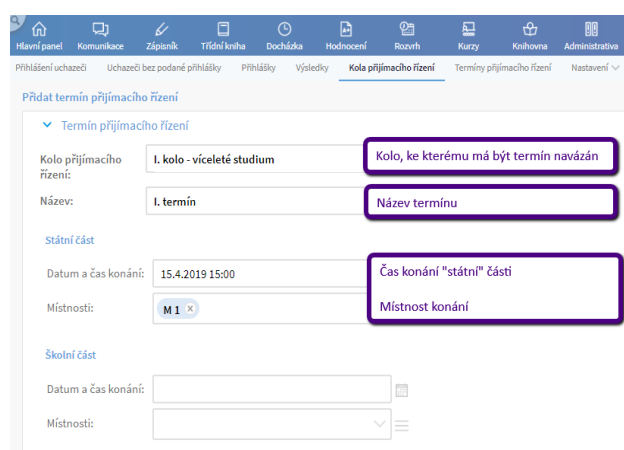 Hlavní panel Komunikace Zápisník Třídní kniha Docházka Hodnocení Rozvrh Kurzy Knihovna Administrativa
Přihlášení uchazeči Uchazeči bez podané přihlášky Přihlášky Výsledky Kola přijímacího řízení Termíny přijímacího řízení Nastavení
Přidat termín přijímacího řízení
Termín přijímacího řízení
Kolo přijímacího řízení: I. kolo - víceleté studium Kolo, ke kterému má být termín navázán
Název: I. termín Název termínu
Státní část
Datum a čas konání: 15.4.2019 15:00 Čas konání "státní" části
Místnosti: M 1 Místnost konání
Školní část
Datum a čas konání:
Místnosti: